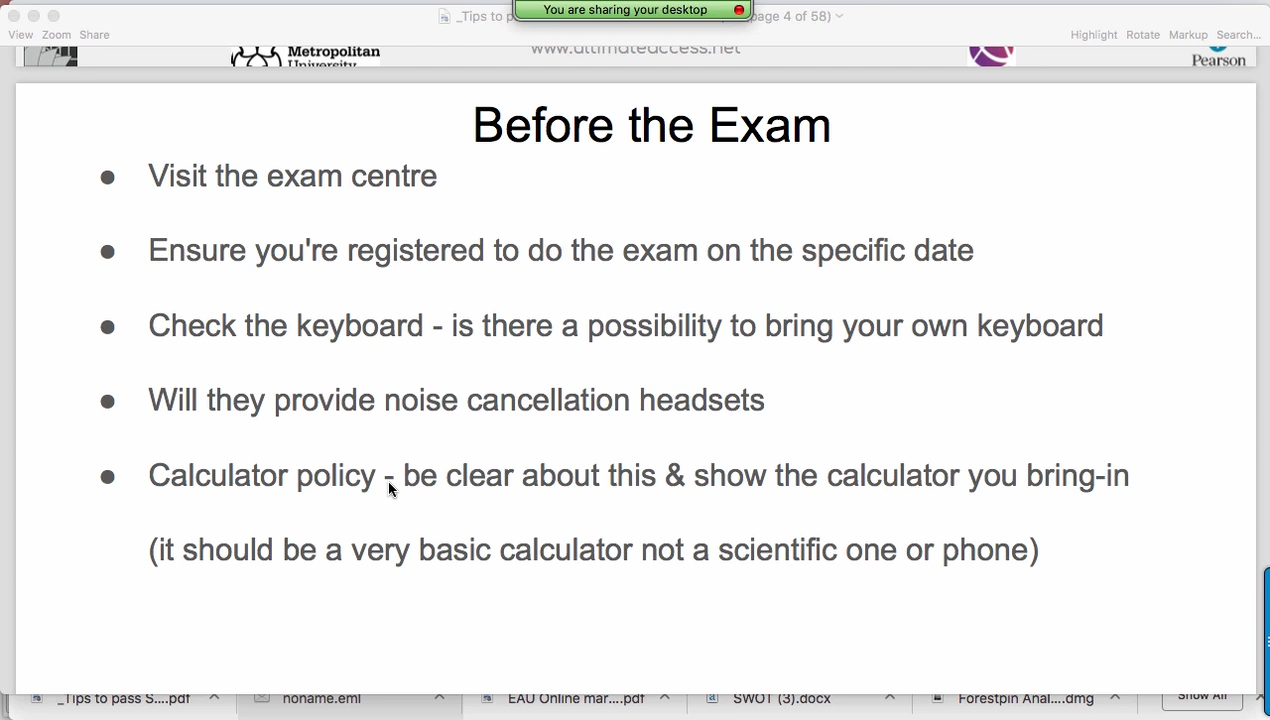 You are sharing your desktop
_Tips to p
page 4 of 58)
View Zoom Share
Highlight Rotate Markup Search...
Metropolitan
University
www.attimateaccess.net
Pearson
Before the Exam
● Visit the exam centre
● Ensure you're registered to do the exam on the specific date
● Check the keyboard - is there a possibility to bring your own keyboard
● Will they provide noise cancellation headsets
● Calculator policy - be clear about this & show the calculator you bring-in
(it should be a very basic calculator not a scientific one or phone)
_Tips to pass S....pdf
noname.eml
EAU Online mar....pdf
SWOT (3).docx
Forestpin Anal....dmg
Show All